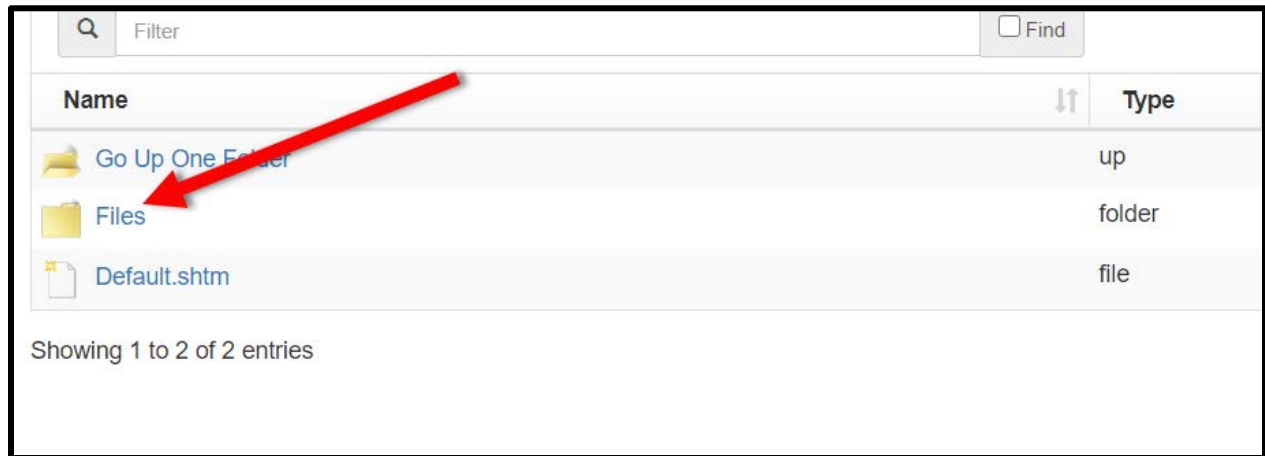 Filter Find
Name Type
Go Up One Folder up
Files folder
Default.shtm file
Showing 1 to 2 of 2 entries